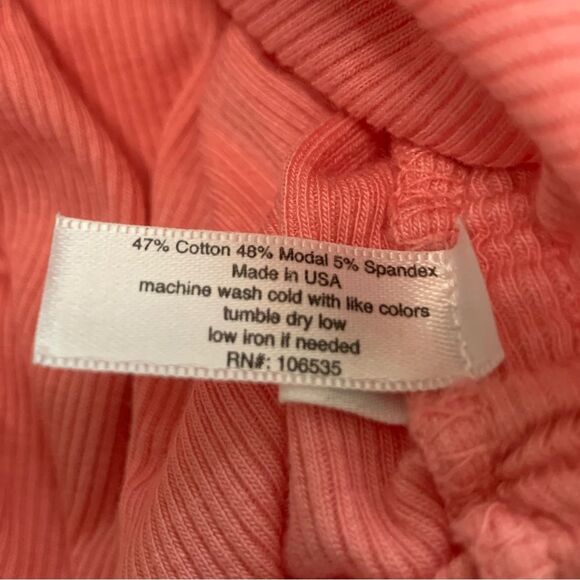 47% Cotton 48% Modal 5% Spandex
Made in USA
machine wash cold with like colors
tumble dry low
low iron if needed
RN#: 106535